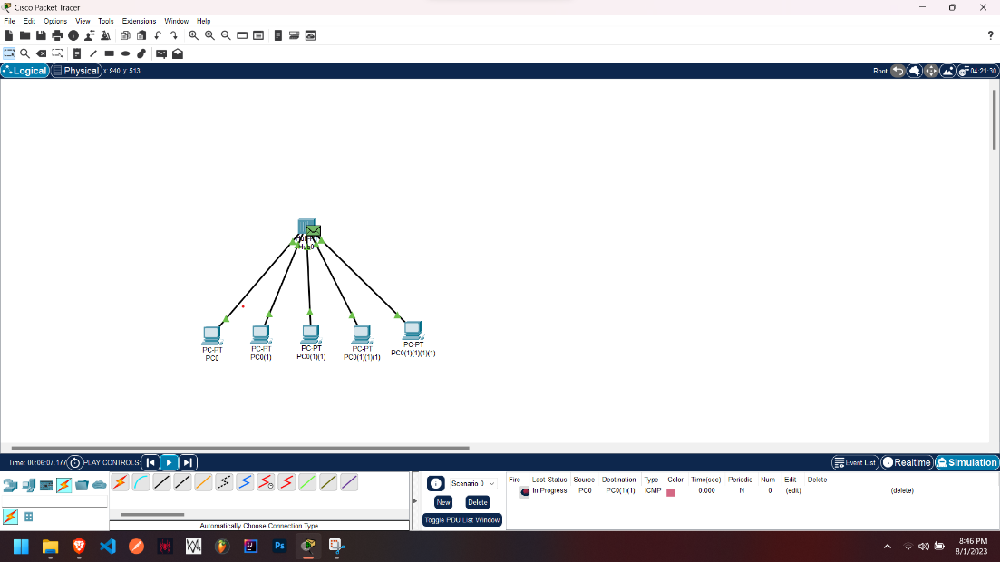 Cisco Packet Tracer
File Edit Options View Tools Extensions Window Help
?
Logical Physical x: 940, y: 513 Root 04:21:30
Hub0
PC-PT PC-PT PC-PT PC-PT PC-PT
PC0 PC0(1) PC0(1)(1) PC0(1)(1)(1) PC0(1)(1)(1)(1)
Time: 00:06:07.177 PLAY CONTROLS: Event List Realtime Simulation
Scenario 0
New Delete
Toggle PDU List Window
Fire Last Status Source Destination Type Color Time(sec) Periodic Num Edit Delete
In Progress PC0 PC0(1)(1) ICMP 0.000 N 0 (edit) (delete)
Automatically Choose Connection Type
Ps
8:46 PM
8/1/2023